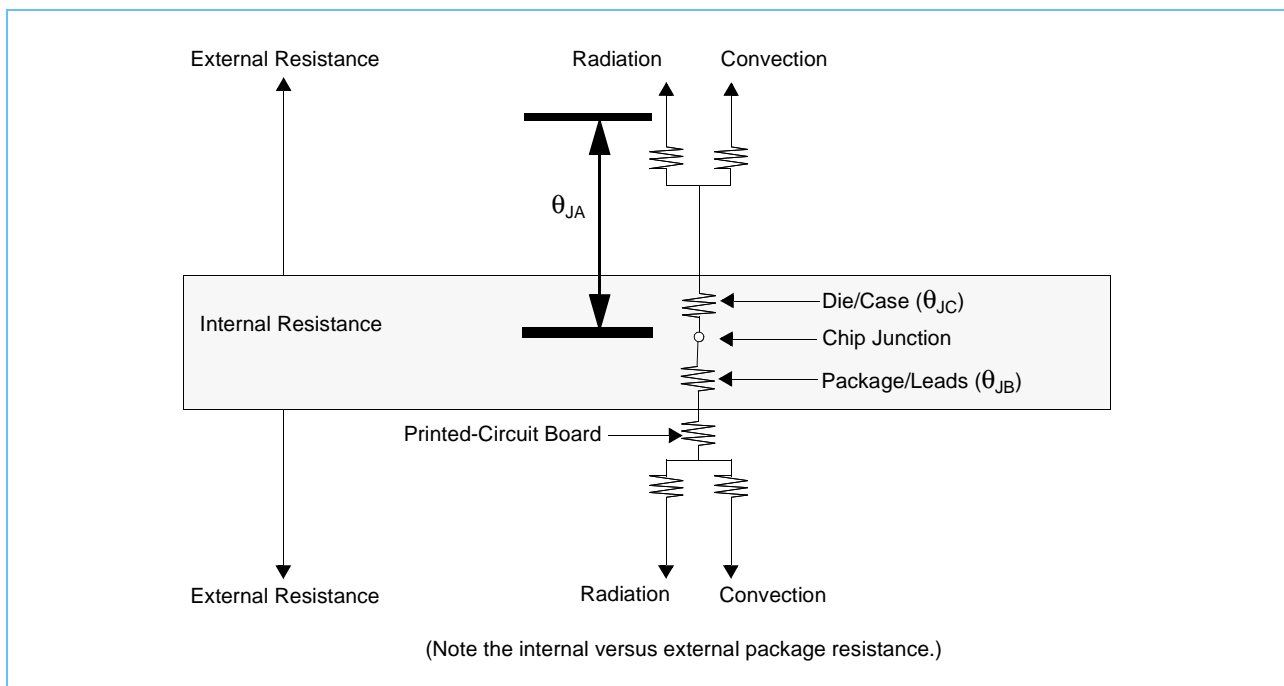 External Resistance
Radiation
Convection
θJA
Internal Resistance
Die/Case (θJC)
Chip Junction
Package/Leads (θJB)
Printed-Circuit Board
External Resistance
Radiation
Convection
(Note the internal versus external package resistance.)